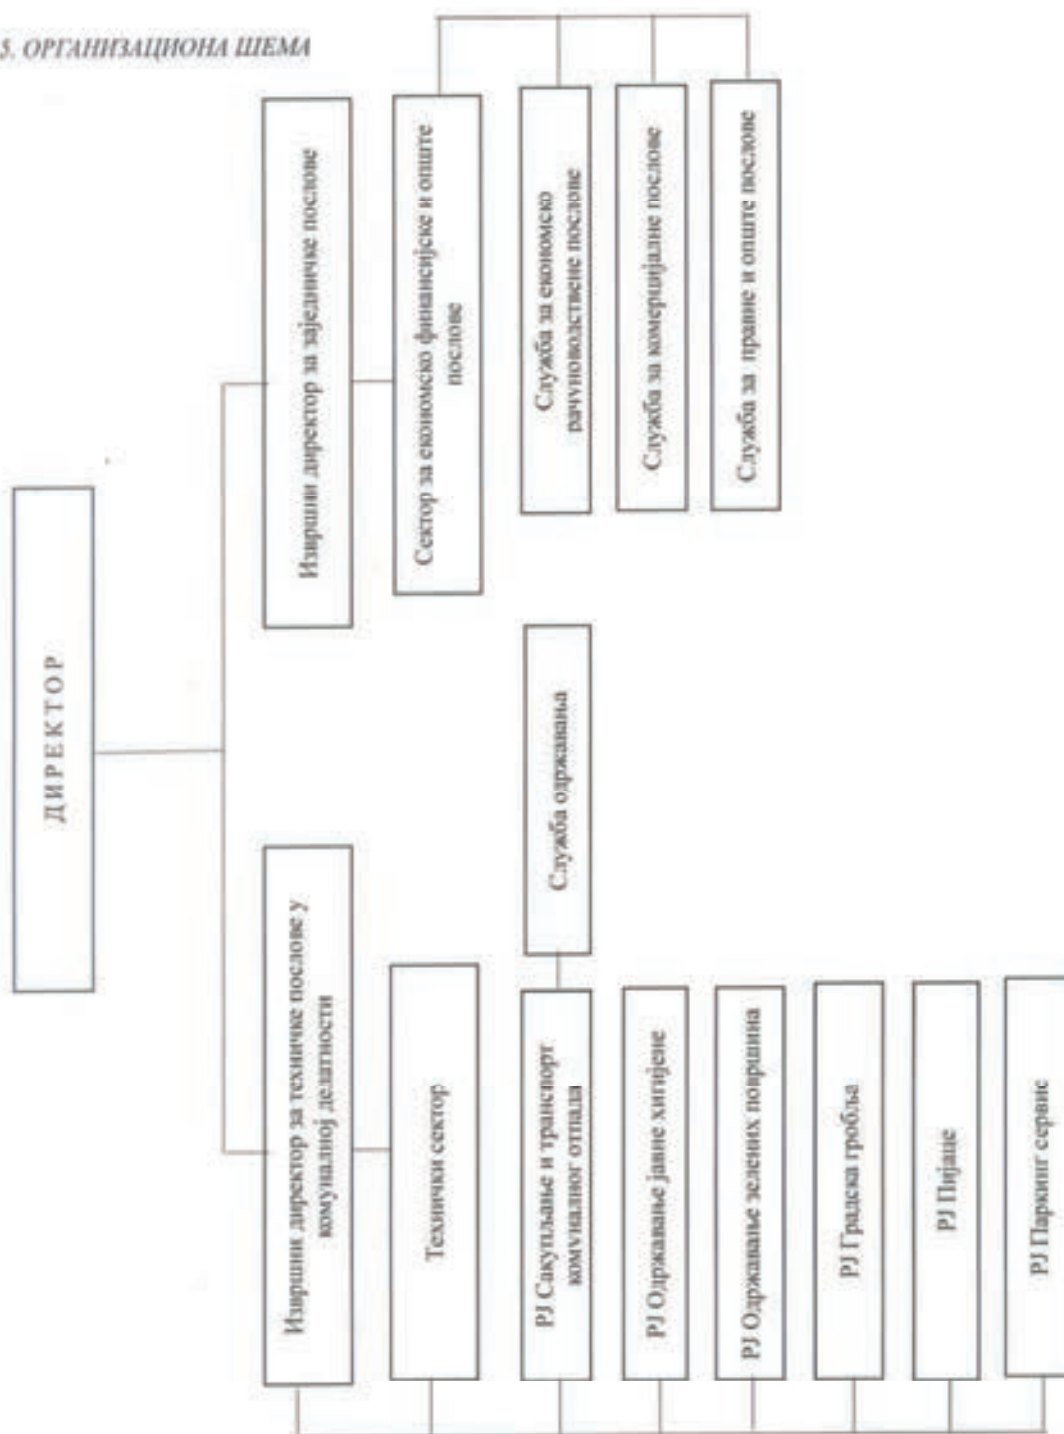 5. ОРГАНИЗАЦИОНА ШЕМА
Д И Р Е К Т О Р
Извршни директор за техничке послове у
комуналној делатности
Извршни директор за заједничке послове
Технички сектор
Сектор за економско финансијске и опште
послове
РЈ Сакупљање и транспорт
комуналног отпада
Служба одржавања
Служба за економско
рачуноводствене послове
РЈ Одржавање јавне хигијене
Служба за комерцијалне послове
РЈ Одржавање зелених површина
Служба за правне и опште послове
РЈ Градска гробља
РЈ Пијаце
РЈ Паркинг сервис